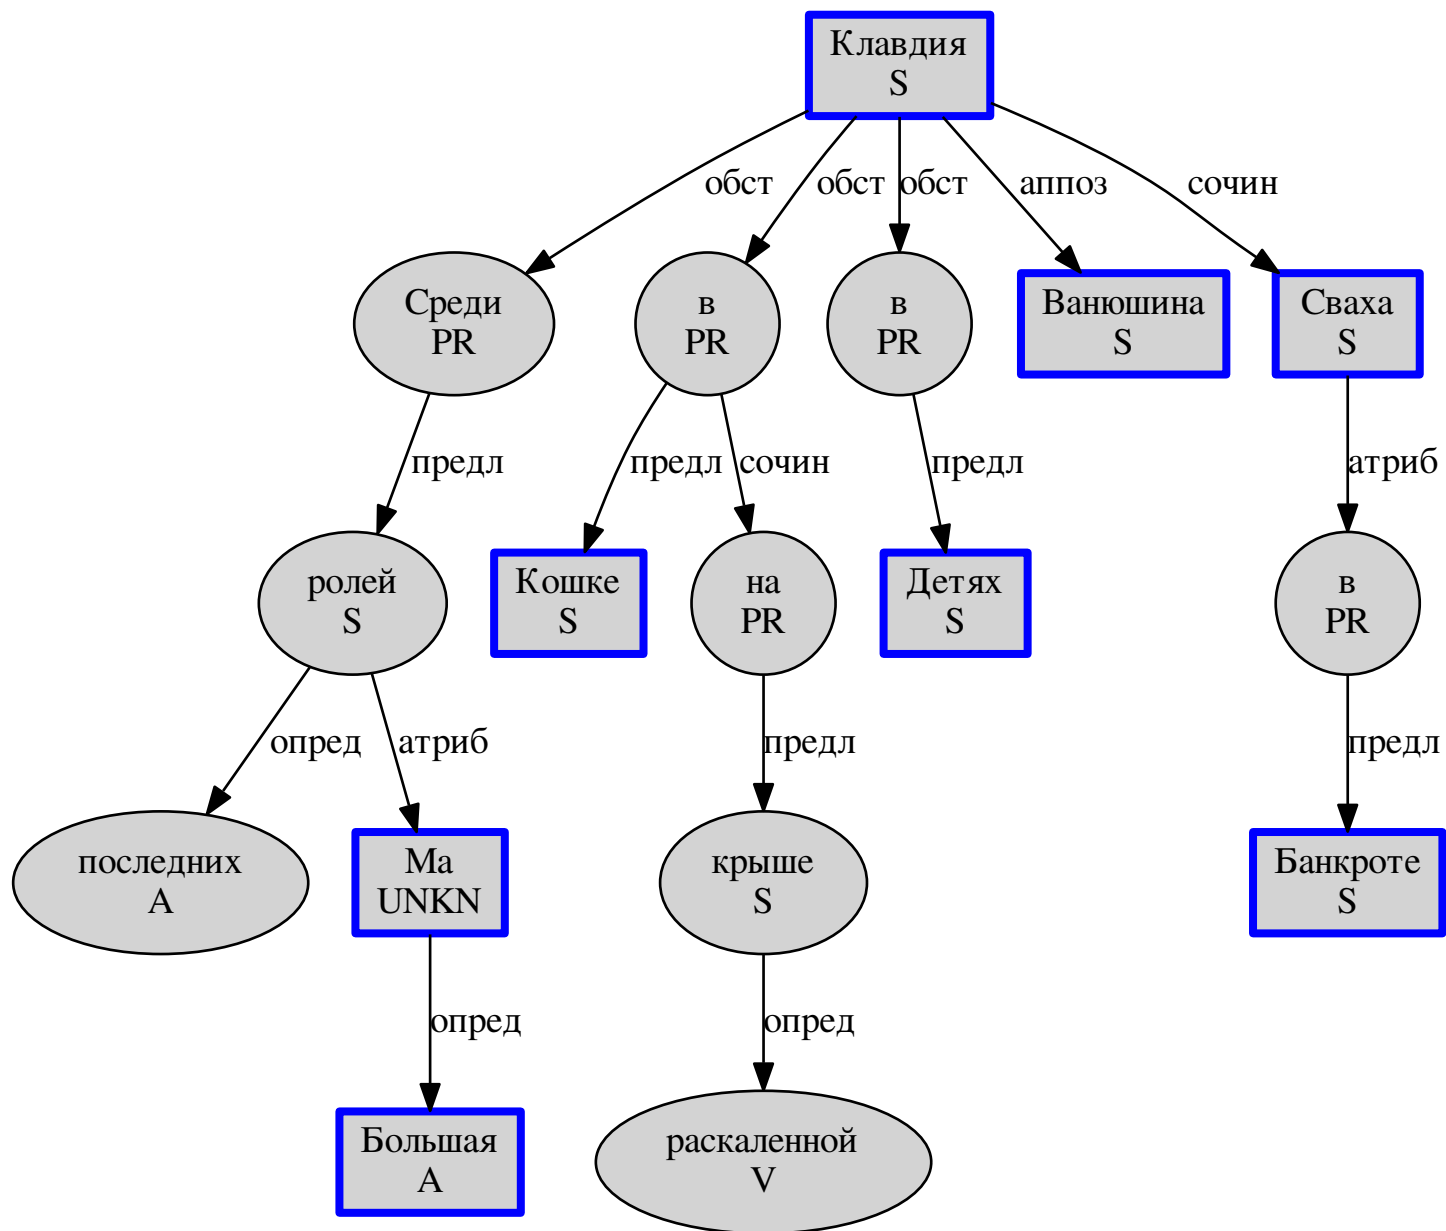 Клавдия
S
обст
обст
обст
аппоз
сочин
Среди
PR
в
PR
в
PR
Ванюшина
S
Сваха
S
предл
предл
сочин
предл
атриб
ролей
S
Кошке
S
на
PR
Детях
S
в
PR
опред
атриб
предл
предл
последних
A
Ма
UNKN
крыше
S
Банкроте
S
опред
опред
Большая
A
раскаленной
V